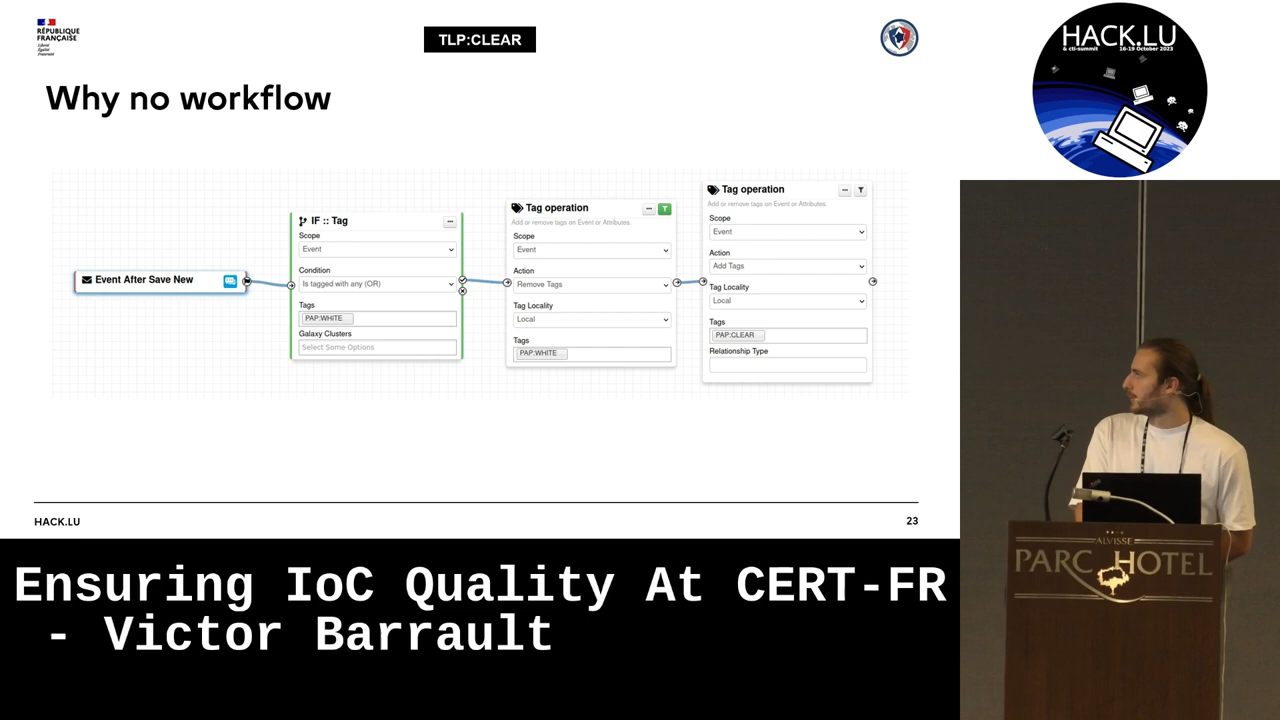 RÉPUBLIQUE
FRANÇAISE
Liberté
Égalité
Fraternité
TLP:CLEAR
HACK.LU
& cti-summit 16-19 October 2023
Why no workflow
Event After Save New
IF :: Tag
Scope
Event
Condition
Is tagged with any (OR)
Tags
PAP:WHITE
Galaxy Clusters
Select Some Options
Tag operation
Add or remove tags on Event or Attributes.
Scope
Event
Action
Remove Tags
Tag Locality
Local
Tags
PAP:WHITE
Tag operation
Add or remove tags on Event or Attributes.
Scope
Event
Action
Add Tags
Tag Locality
Local
Tags
PAP:CLEAR
Relationship Type
HACK.LU
23
ALVISSE
PARC HOTEL
Ensuring IoC Quality At CERT-FR
- Victor Barrault